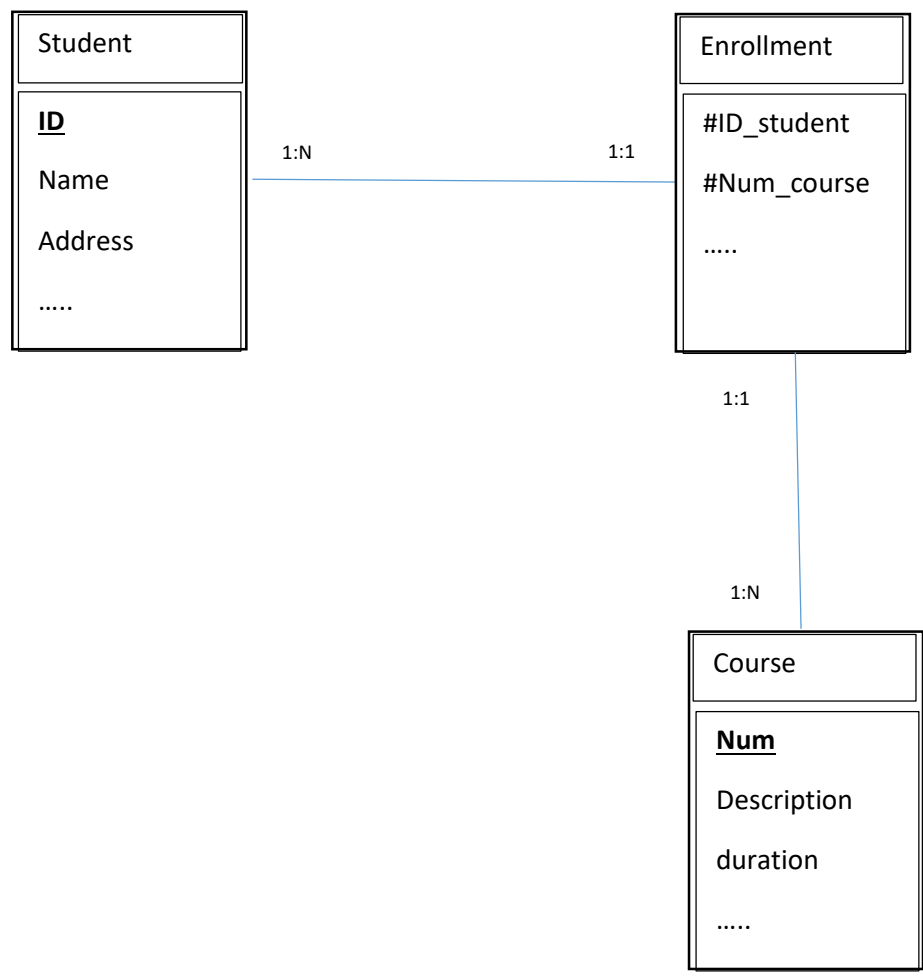 Student
ID
Name
Address
.....
1:N
1:1
Enrollment
#ID_student
#Num_course
.....
1:1
1:N
Course
Num
Description
duration
.....